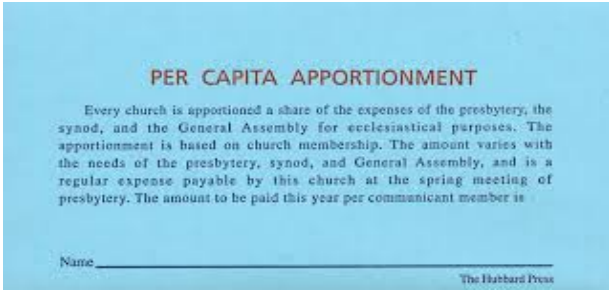 PER CAPITA APPORTIONMENT
Every church is apportioned a share of the expenses of the presbytery, the
synod, and the General Assembly for ecclesiastical purposes. The
apportionment is based on church membership. The amount varies with
the needs of the presbytery, synod, and General Assembly, and is a
regular expense payable by this church at the spring meeting of
presbytery. The amount to be paid this year per communicant member is
Name
The Hubbard Press